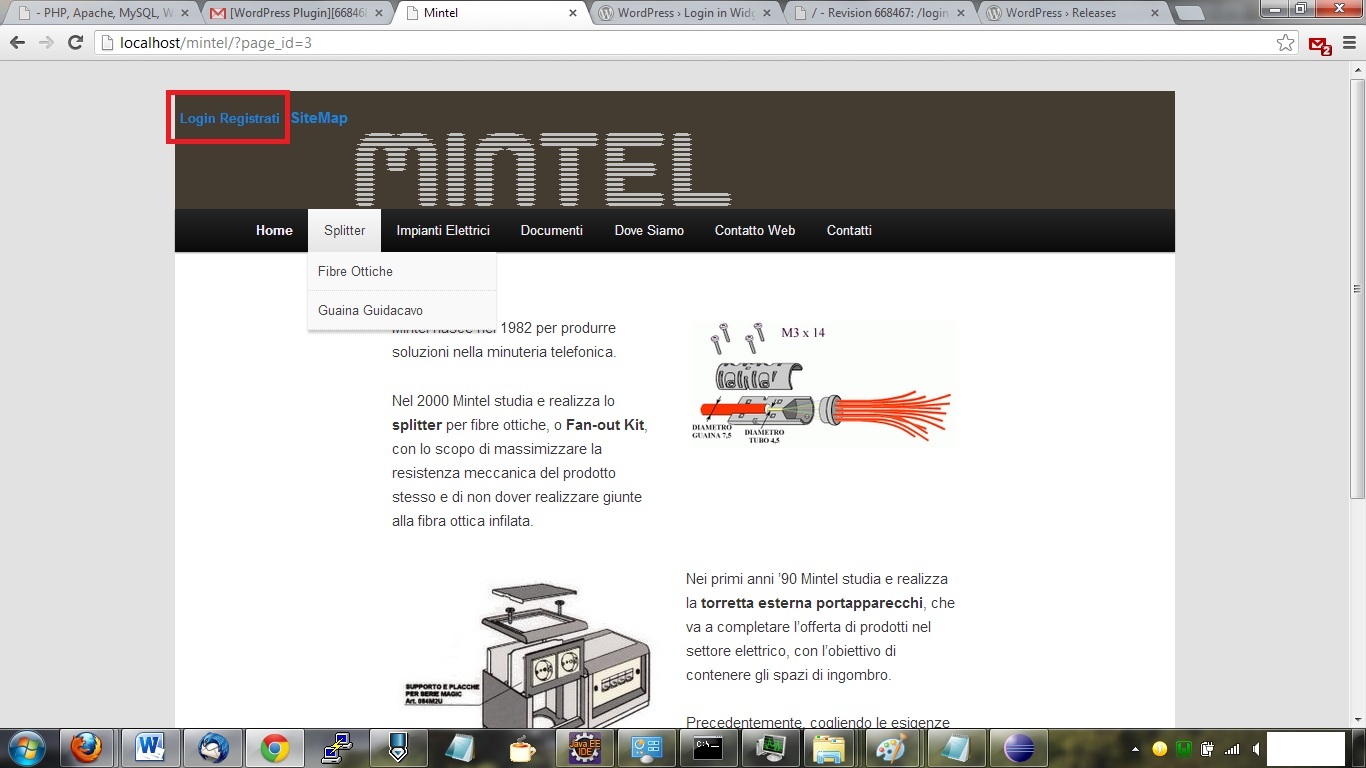 - PHP, Apache, MySQL, W
[WordPress Plugin][66846
Mintel
WordPress › Login in Widg
/ - Revision 668467: /login
WordPress › Releases
localhost/mintel/?page_id=3
2
Login Registrati SiteMap
MINTEL
Home Splitter Impianti Elettrici Documenti Dove Siamo Contatto Web Contatti
Fibre Ottiche
Guaina Guidacavo
Mintel nasce nel 1982 per produrre
soluzioni nella minuteria telefonica.
Nel 2000 Mintel studia e realizza lo
splitter per fibre ottiche, o Fan-out Kit,
con lo scopo di massimizzare la
resistenza meccanica del prodotto
stesso e di non dover realizzare giunte
alla fibra ottica infilata.
M3 x 14
DIAMETRO
GUAINA 7,5
DIAMETRO
TUBO 4,5
SUPPORTO E PLACCHE
PER SERIE MAGIC
Art. 084M2U
Nei primi anni ’90 Mintel studia e realizza
la torretta esterna portapparecchi, che
va a completare l’offerta di prodotti nel
settore elettrico, con l’obiettivo di
contenere gli spazi di ingombro.
Precedentemente, cogliendo le esigenze
Java EE
IDE
C:\